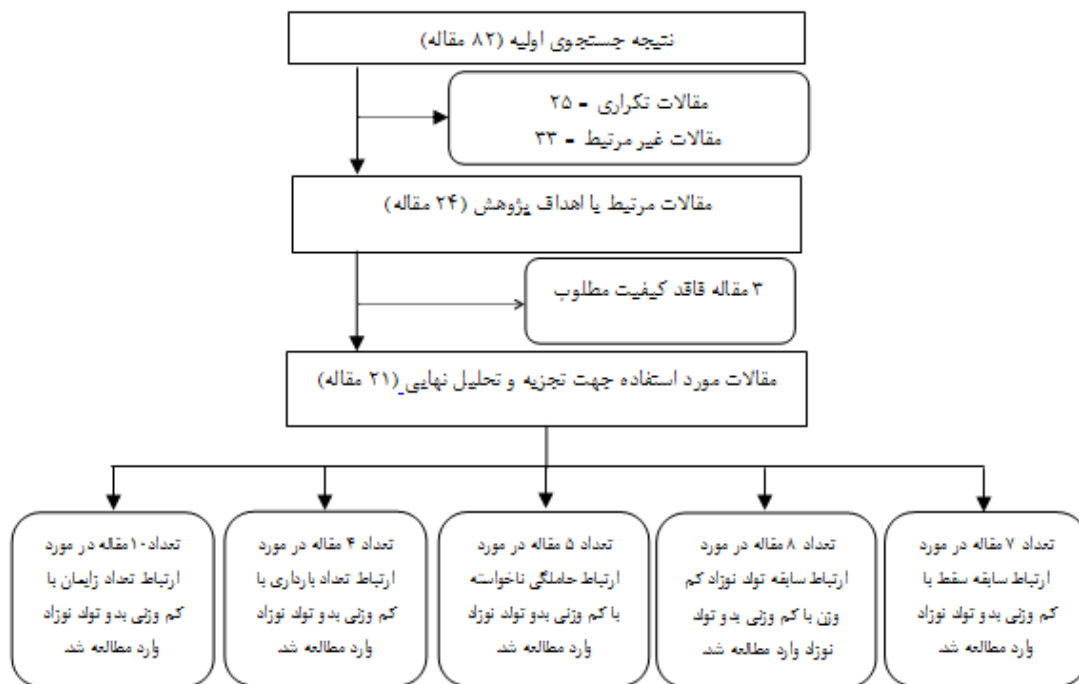 نتیجه جستجوی اولیه (۸۲ مقاله)
مقالات تکراری - ۲۵
مقالات غیر مرتبط - ۳۳
مقالات مرتبط با اهداف پژوهش (۲۴ مقاله)
۳ مقاله فاقد کیفیت مطلوب
مقالات مورد استفاده جهت تجزیه و تحلیل نهایی (۲۱ مقاله)
تعداد ۷ مقاله در مورد
ارتباط سابقه سقط با
کم وزنی بدو تولد نوزاد
وارد مطالعه شد.
تعداد ۸ مقاله در مورد
ارتباط سابقه تولد نوزاد کم
وزن با کم وزنی بدو تولد
نوزاد وارد مطالعه شد.
تعداد ۵ مقاله در مورد
ارتباط حاملگی ناخواسته
با کم وزنی بدو تولد نوزاد
وارد مطالعه شد.
تعداد ۴ مقاله در مورد
ارتباط تعداد بارداری با
کم وزنی بدو تولد نوزاد
وارد مطالعه شد.
تعداد ۱۰ مقاله در مورد
ارتباط تعداد زایمان با
کم وزنی بدو تولد نوزاد
وارد مطالعه شد.